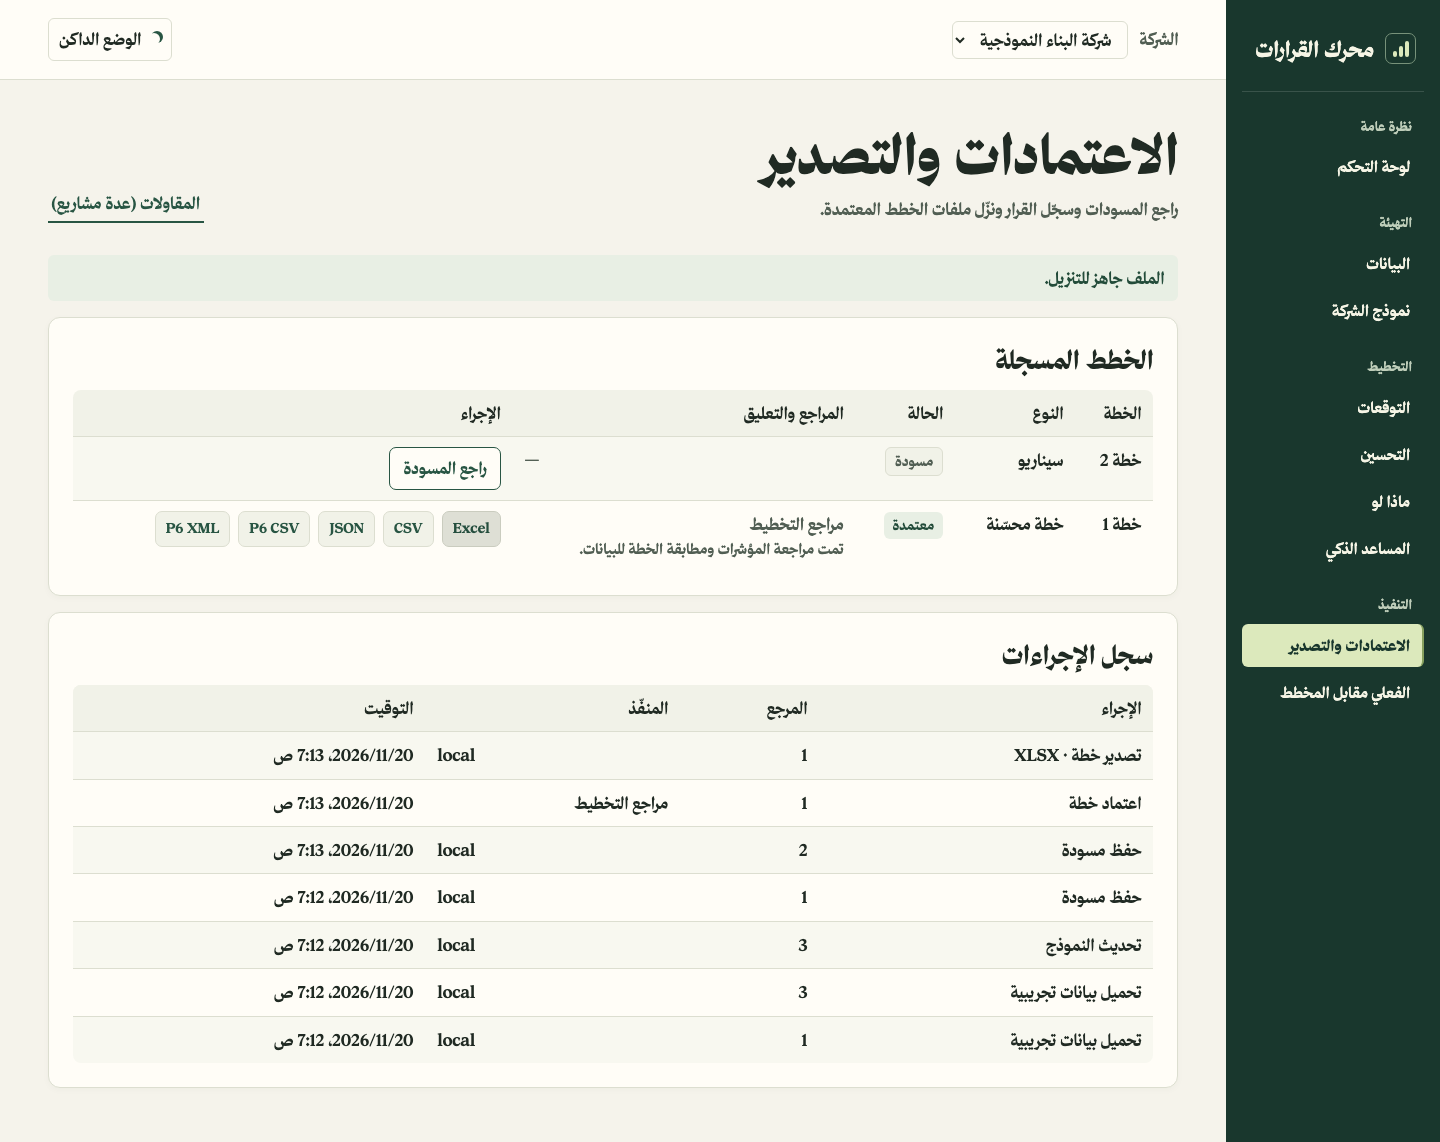 محرك القرارات
نظرة عامة
لوحة التحكم
التهيئة
البيانات
نموذج الشركة
التخطيط
التوقعات
التحسين
ماذا لو
المساعد الذكي
التنفيذ
الاعتمادات والتصدير
الفعلي مقابل المخطط
الشركة شركة البناء النموذجية الوضع الداكن
الاعتمادات والتصدير
راجع المسودات وسجّل القرار ونزّل ملفات الخطط المعتمدة.
المقاولات (عدة مشاريع)
الملف جاهز للتنزيل.
الخطط المسجلة
الخطة النوع الحالة المراجع والتعليق الإجراء
خطة 2 سيناريو مسودة — راجع المسودة
خطة 1 خطة محسّنة معتمدة مراجع التخطيط Excel CSV JSON P6 CSV P6 XML
تمت مراجعة المؤشرات ومطابقة الخطة للبيانات.
سجل الإجراءات
الإجراء المرجع المنفّذ التوقيت
تصدير خطة · XLSX 1 local 2026/11/20، 7:13 ص
اعتماد خطة 1 مراجع التخطيط 2026/11/20، 7:13 ص
حفظ مسودة 2 local 2026/11/20، 7:13 ص
حفظ مسودة 1 local 2026/11/20، 7:12 ص
تحديث النموذج 3 local 2026/11/20، 7:12 ص
تحميل بيانات تجريبية 3 local 2026/11/20، 7:12 ص
تحميل بيانات تجريبية 1 local 2026/11/20، 7:12 ص